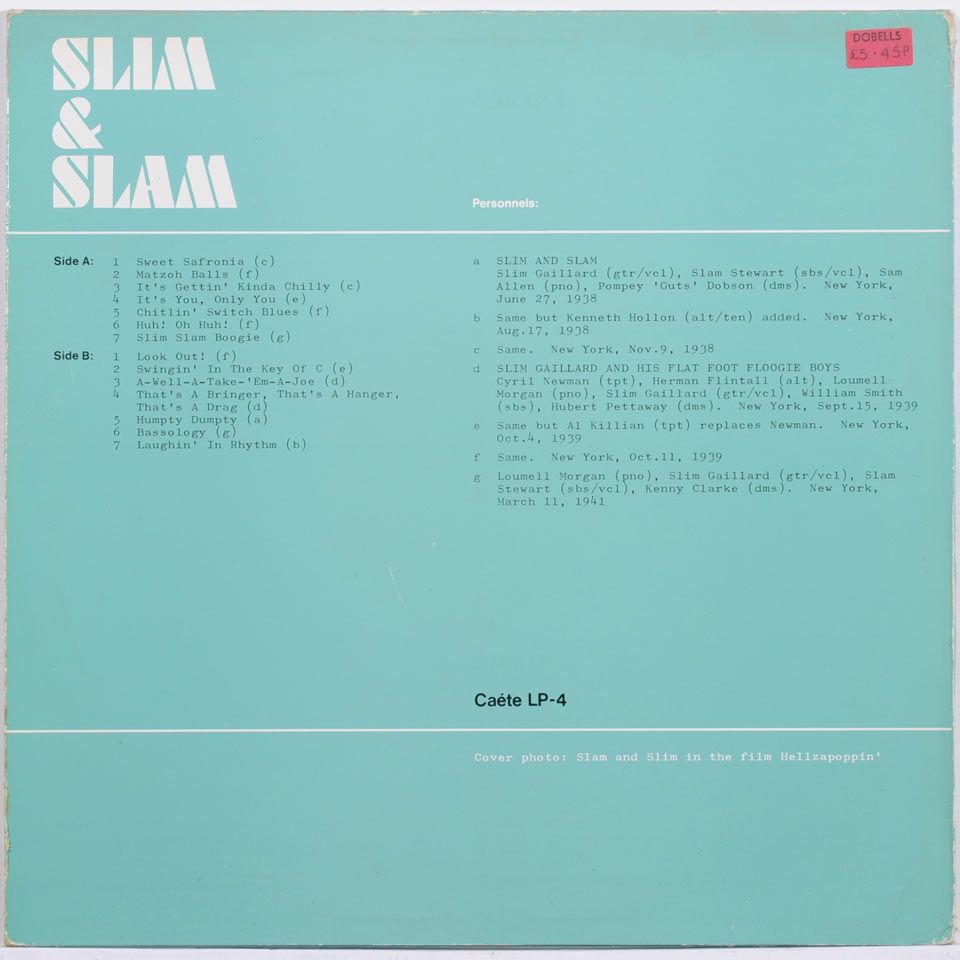 SLIM
&
SLAM
DOBELLS
£5·45P
Personnels:
Side A: 1 Sweet Safronia (c)
2 Matzoh Balls (f)
3 It's Gettin' Kinda Chilly (c)
4 It's You, Only You (e)
5 Chitlin' Switch Blues (f)
6 Huh! Oh Huh! (f)
7 Slim Slam Boogie (g)
Side B: 1 Look Out! (f)
2 Swingin' In The Key Of C (e)
3 A-Well-A-Take-'Em-A-Joe (d)
4 That's A Bringer, That's A Hanger,
That's A Drag (d)
5 Humpty Dumpty (a)
6 Bassology (g)
7 Laughin' In Rhythm (b)
a SLIM AND SLAM
Slim Gaillard (gtr/vcl), Slam Stewart (sbs/vcl), Sam
Allen (pno), Pompey 'Guts' Dobson (dms). New York,
June 27, 1938
b Same but Kenneth Hollon (alt/ten) added. New York,
Aug.17, 1938
c Same. New York, Nov.9, 1938
d SLIM GAILLARD AND HIS FLAT FOOT FLOOGIE BOYS
Cyril Newman (tpt), Herman Flintall (alt), Loumell
Morgan (pno), Slim Gaillard (gtr/vcl), William Smith
(sbs), Hubert Pettaway (dms). New York, Sept.15, 1939
e Same but Al Killian (tpt) replaces Newman. New York,
Oct.4, 1939
f Same. New York, Oct.11, 1939
g Loumell Morgan (pno), Slim Gaillard (gtr/vcl), Slam
Stewart (sbs/vcl), Kenny Clarke (dms). New York,
March 11, 1941
Caéte LP-4
Cover photo: Slam and Slim in the film Hellzapoppin'